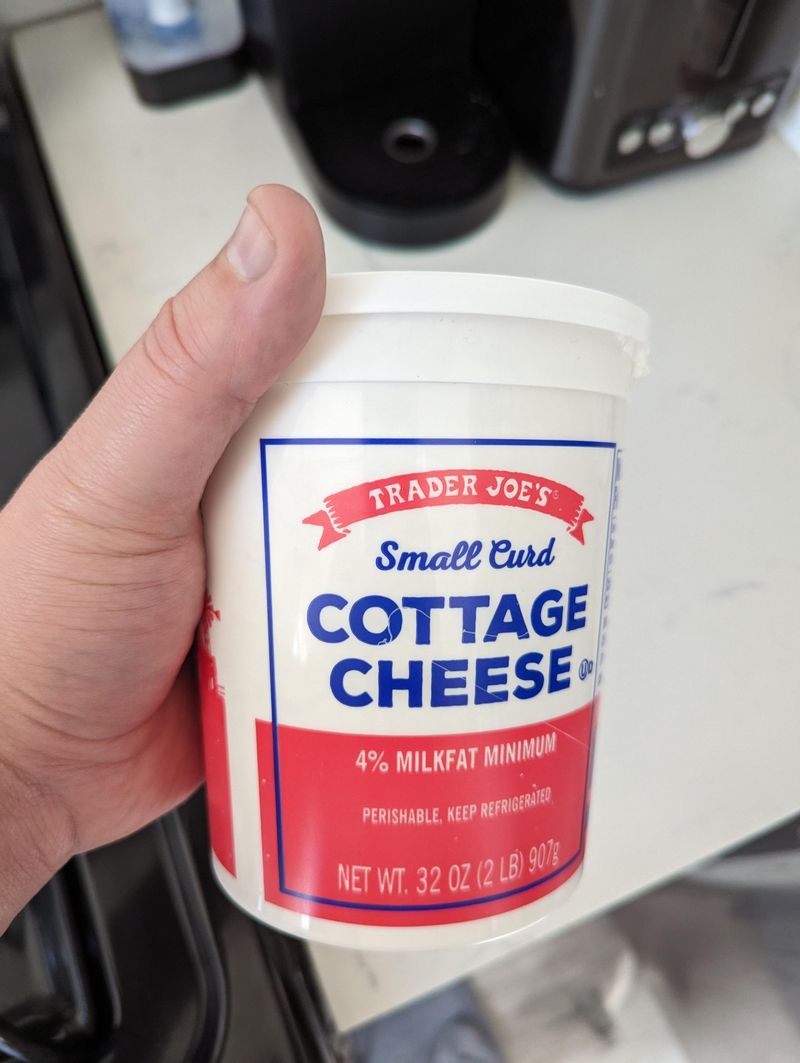 TRADER JOE'S®
Small Curd
COTTAGE
CHEESE ⓊD
4% MILKFAT MINIMUM
PERISHABLE, KEEP REFRIGERATED
NET WT. 32 OZ (2 LB) 907g